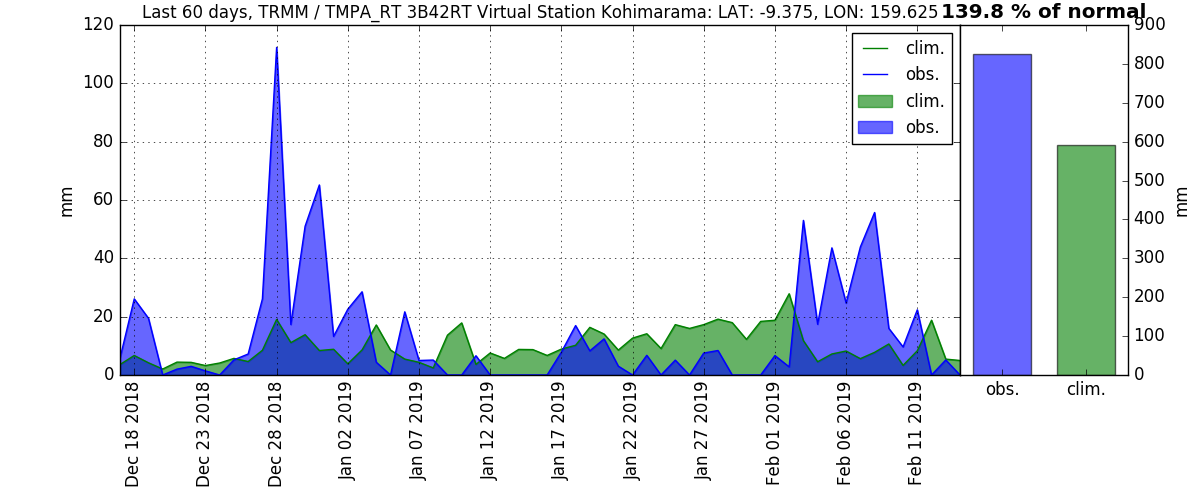 Last 60 days, TRMM / TMPA_RT 3B42RT Virtual Station Kohimarama: LAT: -9.375, LON: 159.625
139.8 % of normal
120
100
80
60
40
20
0
mm
clim.
obs.
clim.
obs.
900
800
700
600
500
400
300
200
100
0
mm
Dec 18 2018
Dec 23 2018
Dec 28 2018
Jan 02 2019
Jan 07 2019
Jan 12 2019
Jan 17 2019
Jan 22 2019
Jan 27 2019
Feb 01 2019
Feb 06 2019
Feb 11 2019
obs.
clim.